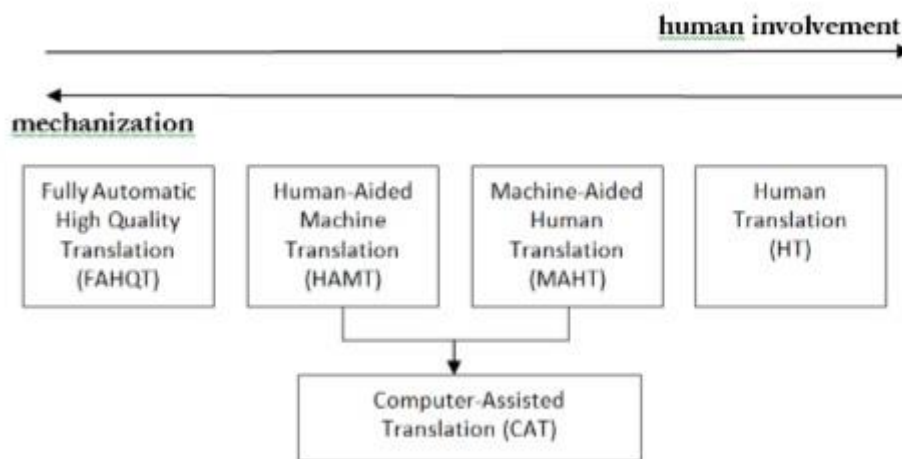 human involvement
mechanization
Fully Automatic
High Quality
Translation
(FAHQT)
Human-Aided
Machine
Translation
(HAMT)
Machine-Aided
Human
Translation
(MAHT)
Human
Translation
(HT)
Computer-Assisted
Translation (CAT)